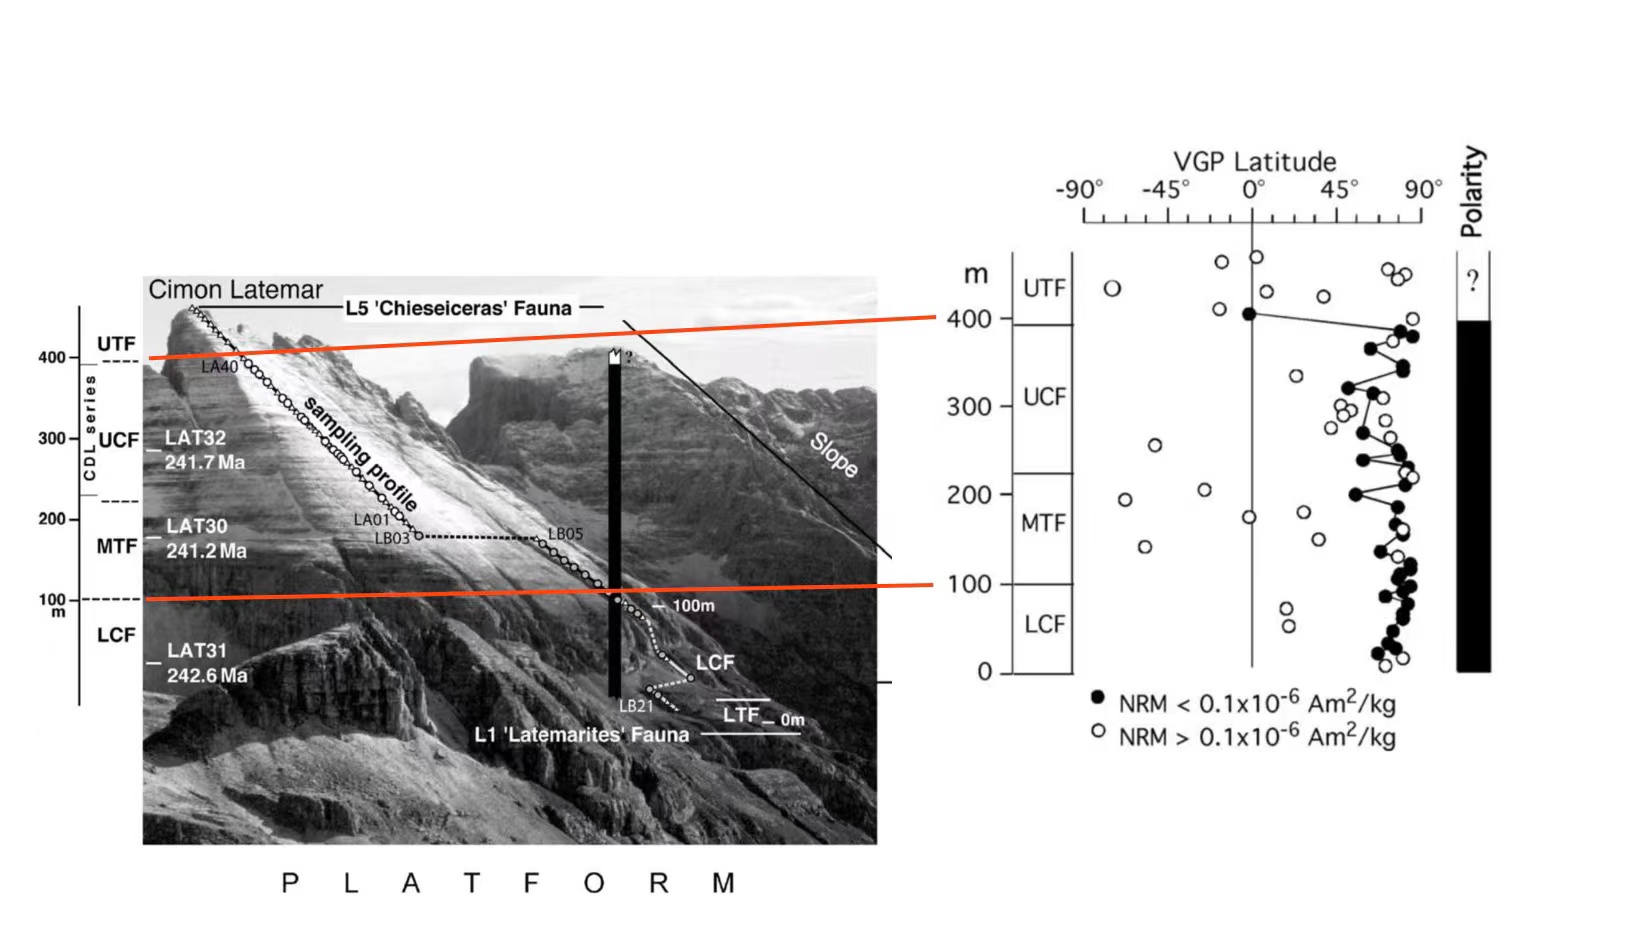 Cimon Latemar
L5 'Chieseiceras' Fauna
UTF
400
LA40
?
CDL series
300
UCF
LAT32
241.7 Ma
sampling profile
Slope
200
LA01
LB03
LB05
LAT30
241.2 Ma
MTF
100
m
100m
LCF
LAT31
242.6 Ma
LCF
LB21
LTF
0m
L1 'Latemarites' Fauna
P L A T F O R M
VGP Latitude
-90° -45° 0° 45° 90°
Polarity
m
UTF
?
400
300
UCF
200
MTF
100
LCF
0
NRM < 0.1x10-6 Am2/kg
NRM > 0.1x10-6 Am2/kg